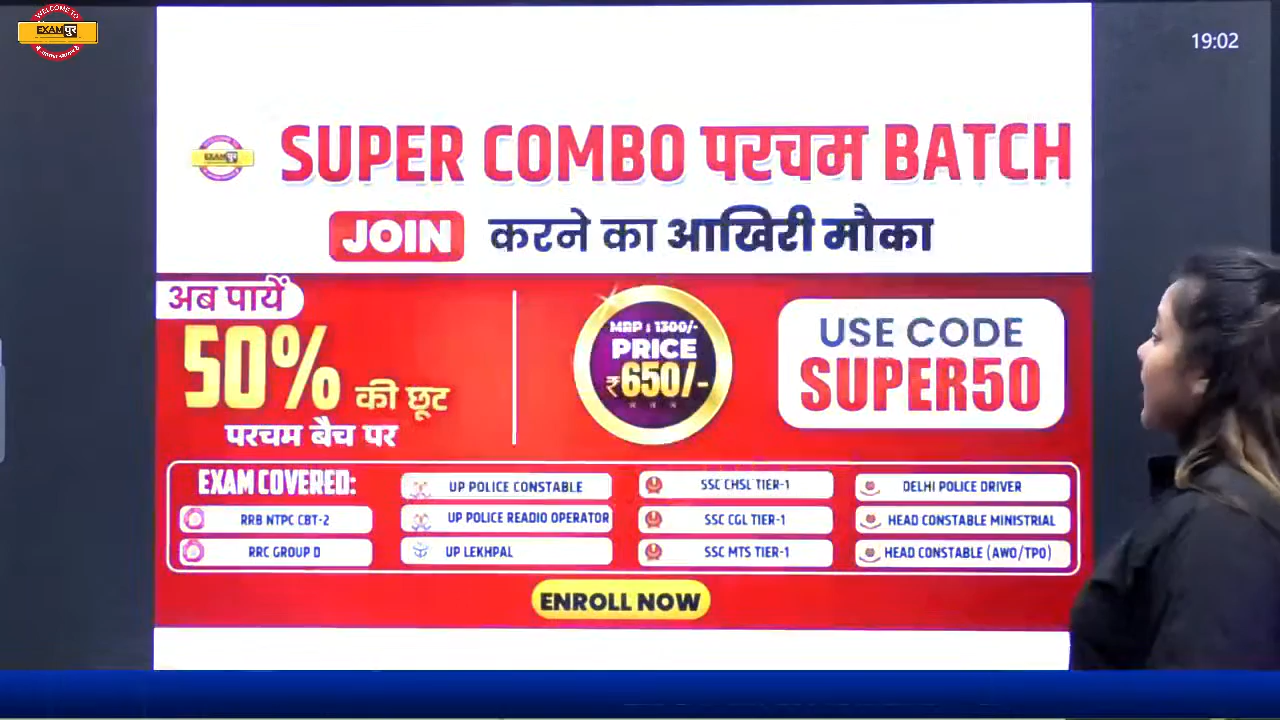 WELCOME TO
EXAMपुर
19:02
EXAMपुर
SUPER COMBO परचम BATCH
JOIN करने का आखिरी मौका
अब पायें
50% की छूट
परचम बैच पर
MRP : 1300/-
PRICE
₹650/-
USE CODE
SUPER50
EXAM COVERED:
RRB NTPC CBT-2
RRC GROUP D
UP POLICE CONSTABLE
UP POLICE READIO OPERATOR
UP LEKHPAL
SSC CHSL TIER-1
SSC CGL TIER-1
SSC MTS TIER-1
DELHI POLICE DRIVER
HEAD CONSTABLE MINISTRIAL
HEAD CONSTABLE (AWO/TPO)
ENROLL NOW